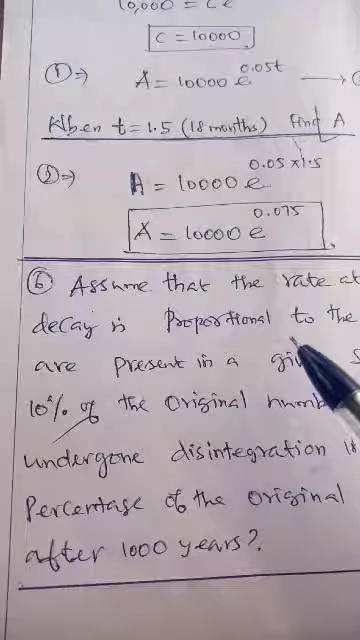 10,000 = C e
C = 10000
① ⇒ A = 10000 e^0.05t
When t = 1.5 (18 months) Find A
② ⇒ A = 10000 e^0.05 x 1.5
A = 10000 e^0.075
⑥ Assume that the rate at
decay is Proportional to the
are present in a
10% of the original
undergone disintegration
Percentage of the original
after 1000 years?